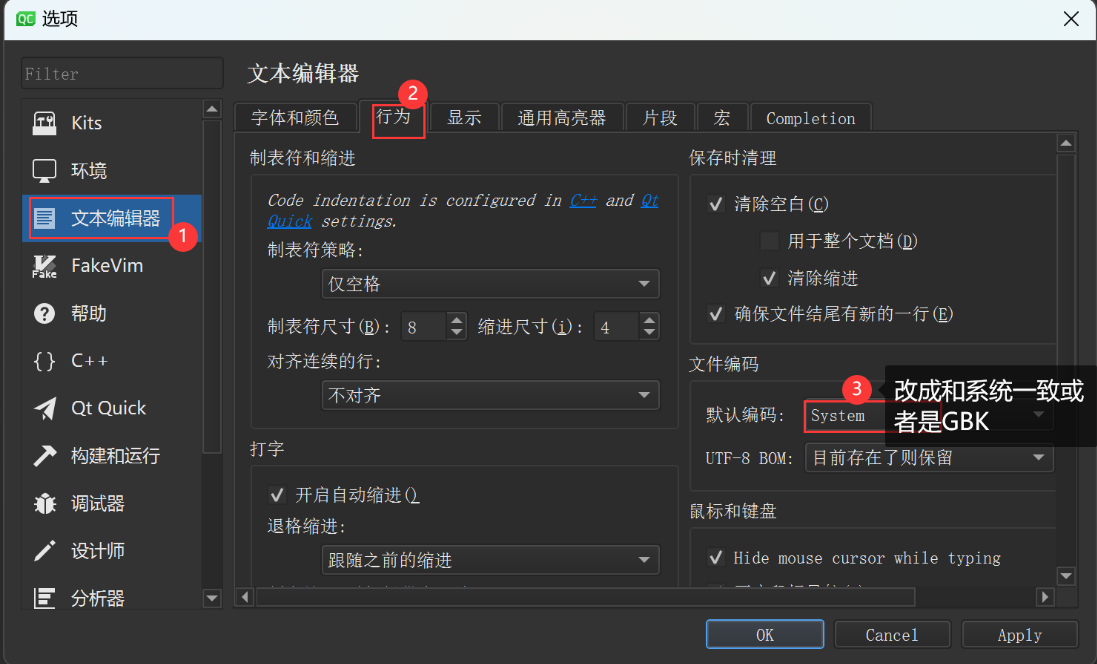 QC 选项
Filter
Kits
环境
文本编辑器
1
FakeVim
Fake
帮助
C++
Qt Quick
构建和运行
调试器
设计师
分析器
文本编辑器
2
字体和颜色
行为
显示
通用高亮器
片段
宏
Completion
制表符和缩进
Code indentation is configured in C++ and Qt
Quick settings.
制表符策略:
仅空格
制表符尺寸(B): 8 缩进尺寸(i): 4
对齐连续的行:
不对齐
打字
开启自动缩进()
退格缩进:
跟随之前的缩进
保存时清理
清除空白(C)
用于整个文档(D)
清除缩进
确保文件结尾有新的一行(E)
文件编码
3
改成和系统一致或
者是GBK
默认编码: System
UTF-8 BOM: 目前存在了则保留
鼠标和键盘
Hide mouse cursor while typing
OK
Cancel
Apply